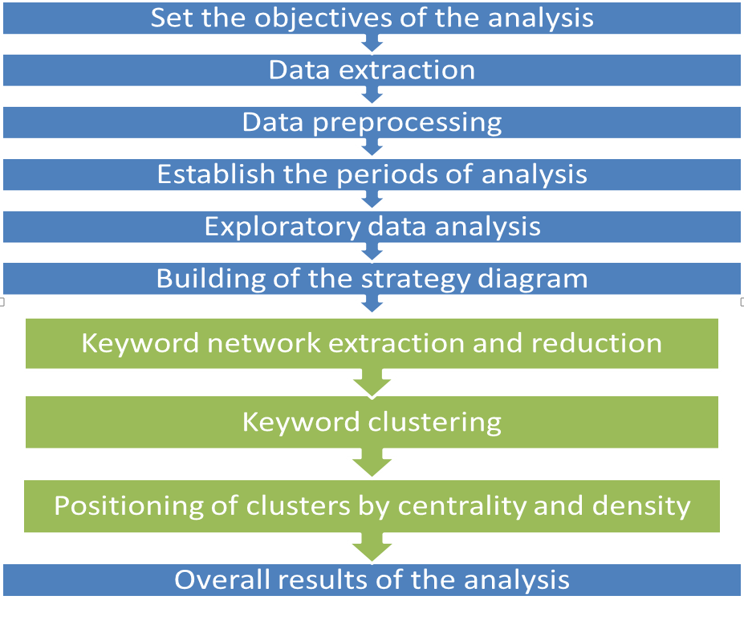 Set the objectives of the analysis
Data extraction
Data preprocessing
Establish the periods of analysis
Exploratory data analysis
Building of the strategy diagram
Keyword network extraction and reduction
Keyword clustering
Positioning of clusters by centrality and density
Overall results of the analysis